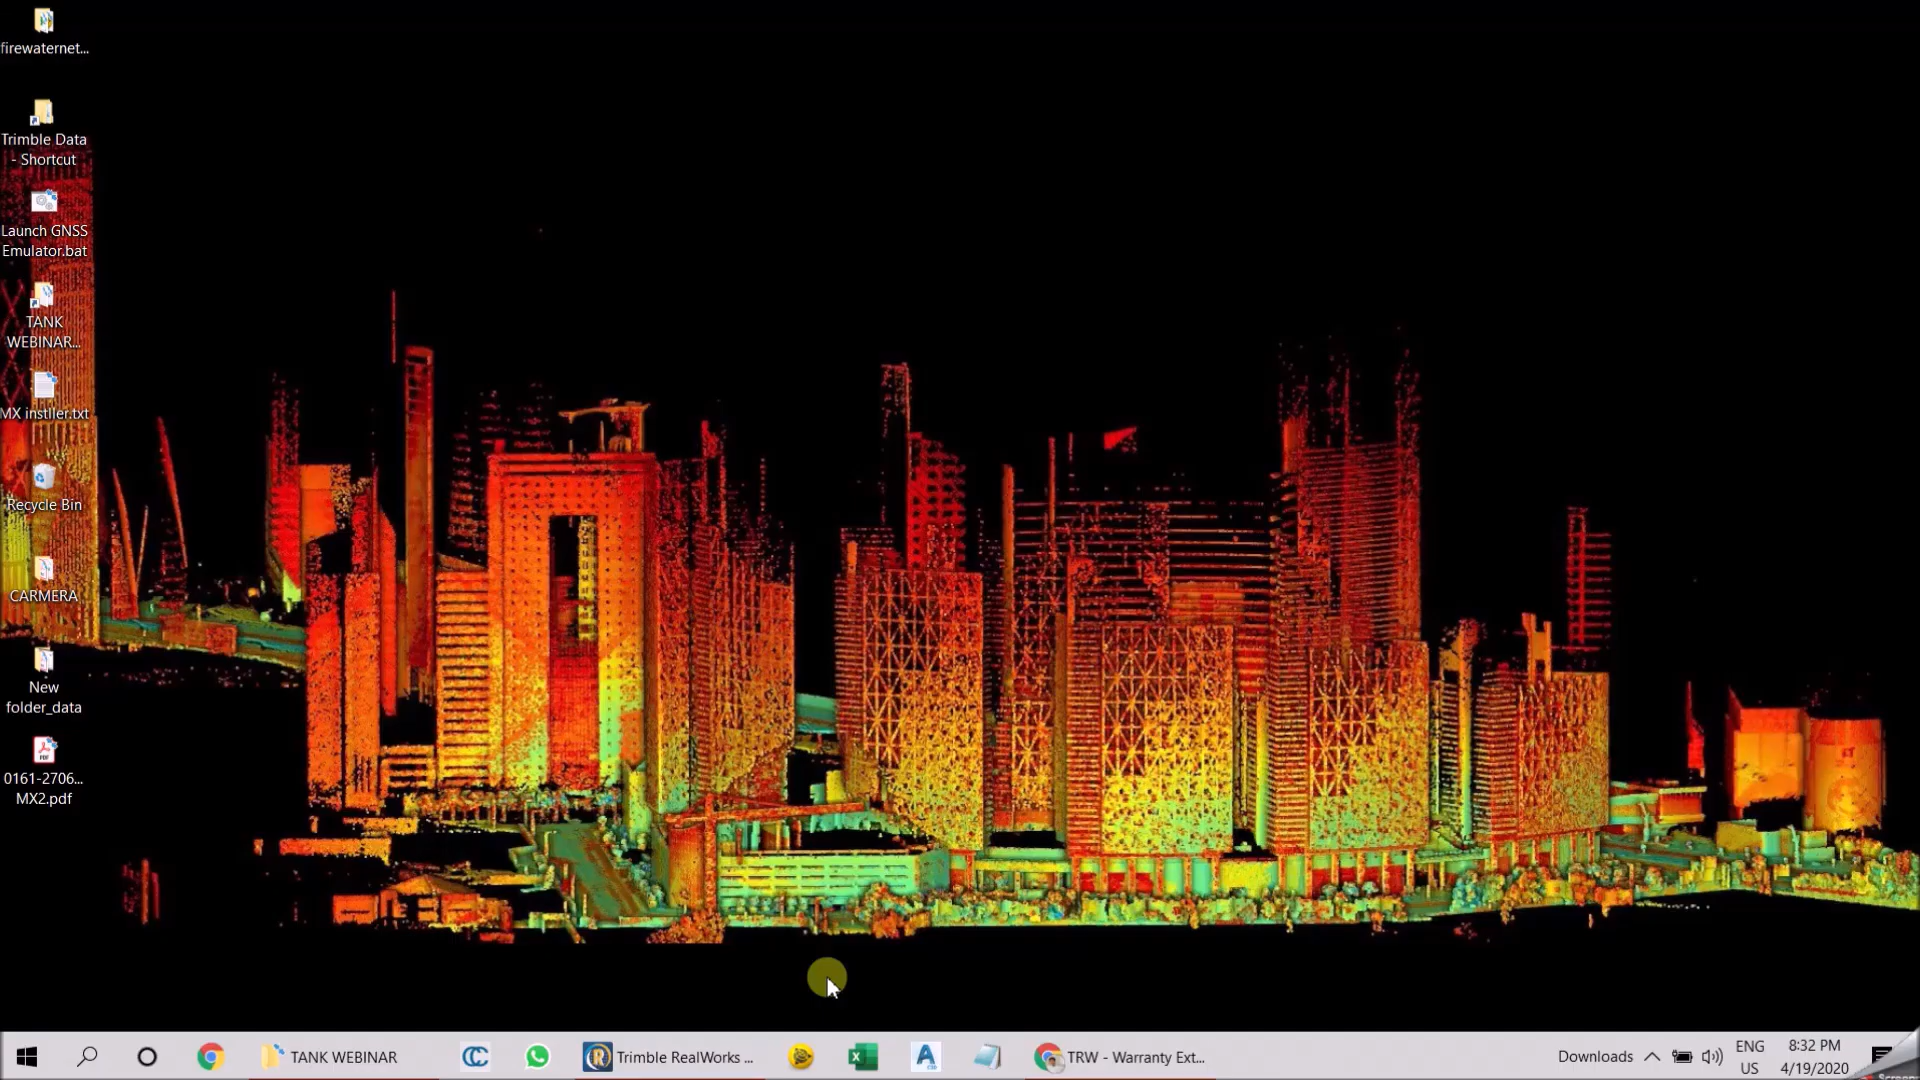 firewaternet...
Trimble Data
- Shortcut
Launch GNSS
Emulator.bat
TANK
WEBINAR...
MX instller.txt
Recycle Bin
CARMERA
New
folder_data
0161-2706...
MX2.pdf
TANK WEBINAR
Trimble RealWorks ...
TRW - Warranty Ext...
Downloads
ENG
US
8:32 PM
4/19/2020